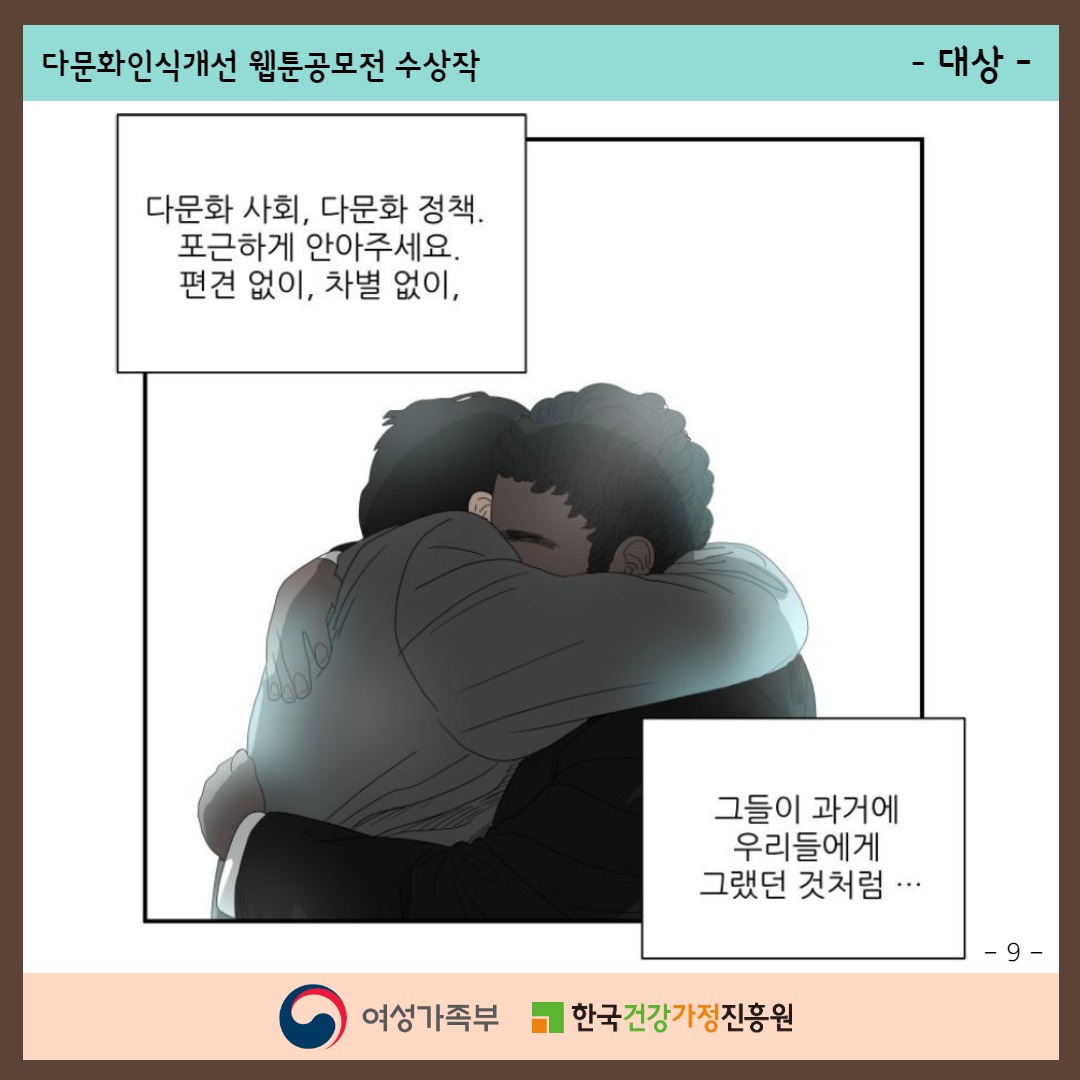 다문화인식개선 웹툰공모전 수상작
- 대상 -
다문화 사회, 다문화 정책.
포근하게 안아주세요.
편견 없이, 차별 없이,
그들이 과거에
우리들에게
그랬던 것처럼 …
- 9 -
여성가족부
한국건강가정진흥원